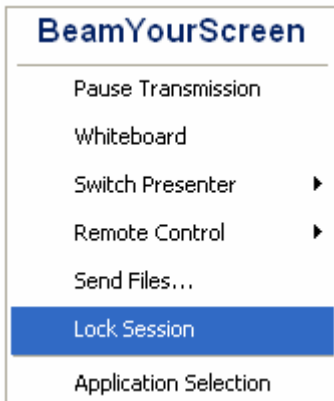 BeamYourScreen
Pause Transmission
Whiteboard
Switch Presenter
Remote Control
Send Files...
Lock Session
Application Selection